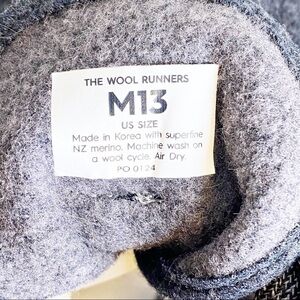 THE WOOL RUNNERS
M13
US SIZE
Made in Korea with superfine
NZ merino. Machine wash on
a wool cycle. Air Dry.
PO 0124